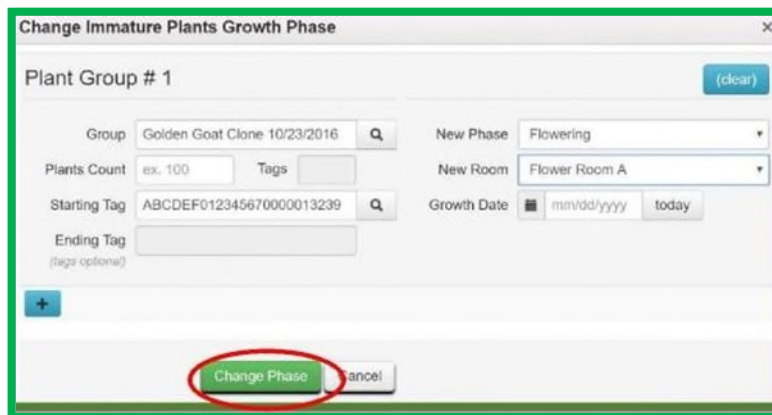 Change Immature Plants Growth Phase ×
Plant Group # 1 (clear)
Group Golden Goat Clone 10/23/2016 New Phase Flowering
Plants Count ex. 100 Tags New Room Flower Room A
Starting Tag ABCDEF012345670000013239 Growth Date mm/dd/yyyy today
Ending Tag
(tags optional)
+
Change Phase Cancel